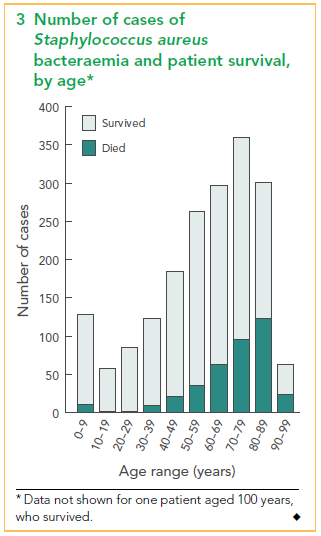 3 Number of cases of
Staphylococcus aureus
bacteraemia and patient survival,
by age*
400
350
300
250
200
150
100
50
0
Number of cases
Survived
Died
0–9
10–19
20–29
30–39
40–49
50–59
60–69
70–79
80–89
90–99
Age range (years)
* Data not shown for one patient aged 100 years,
who survived. ◆